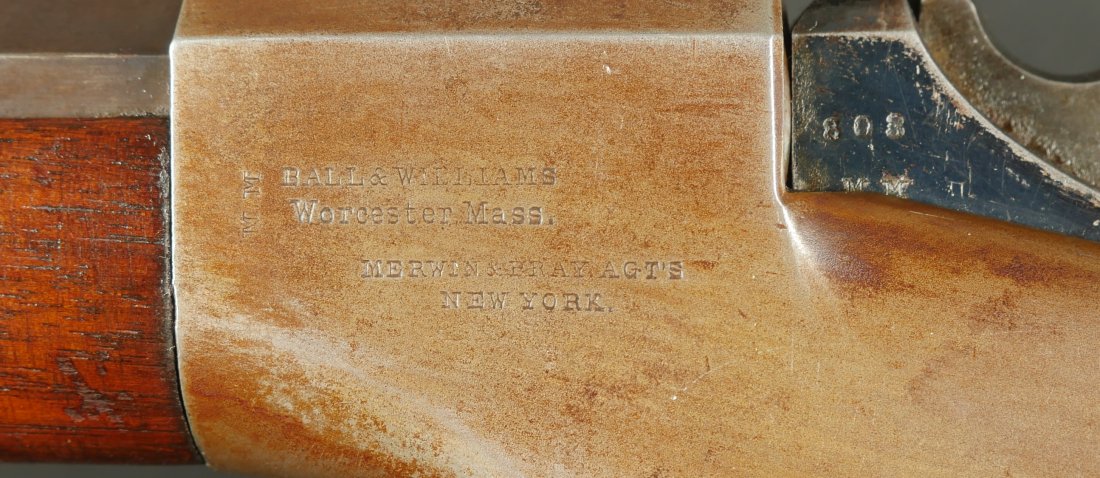 BALL & WILLIAMS
Worcester Mass.
MERWIN & BRAY. AGT'S
NEW YORK.
M
M
808